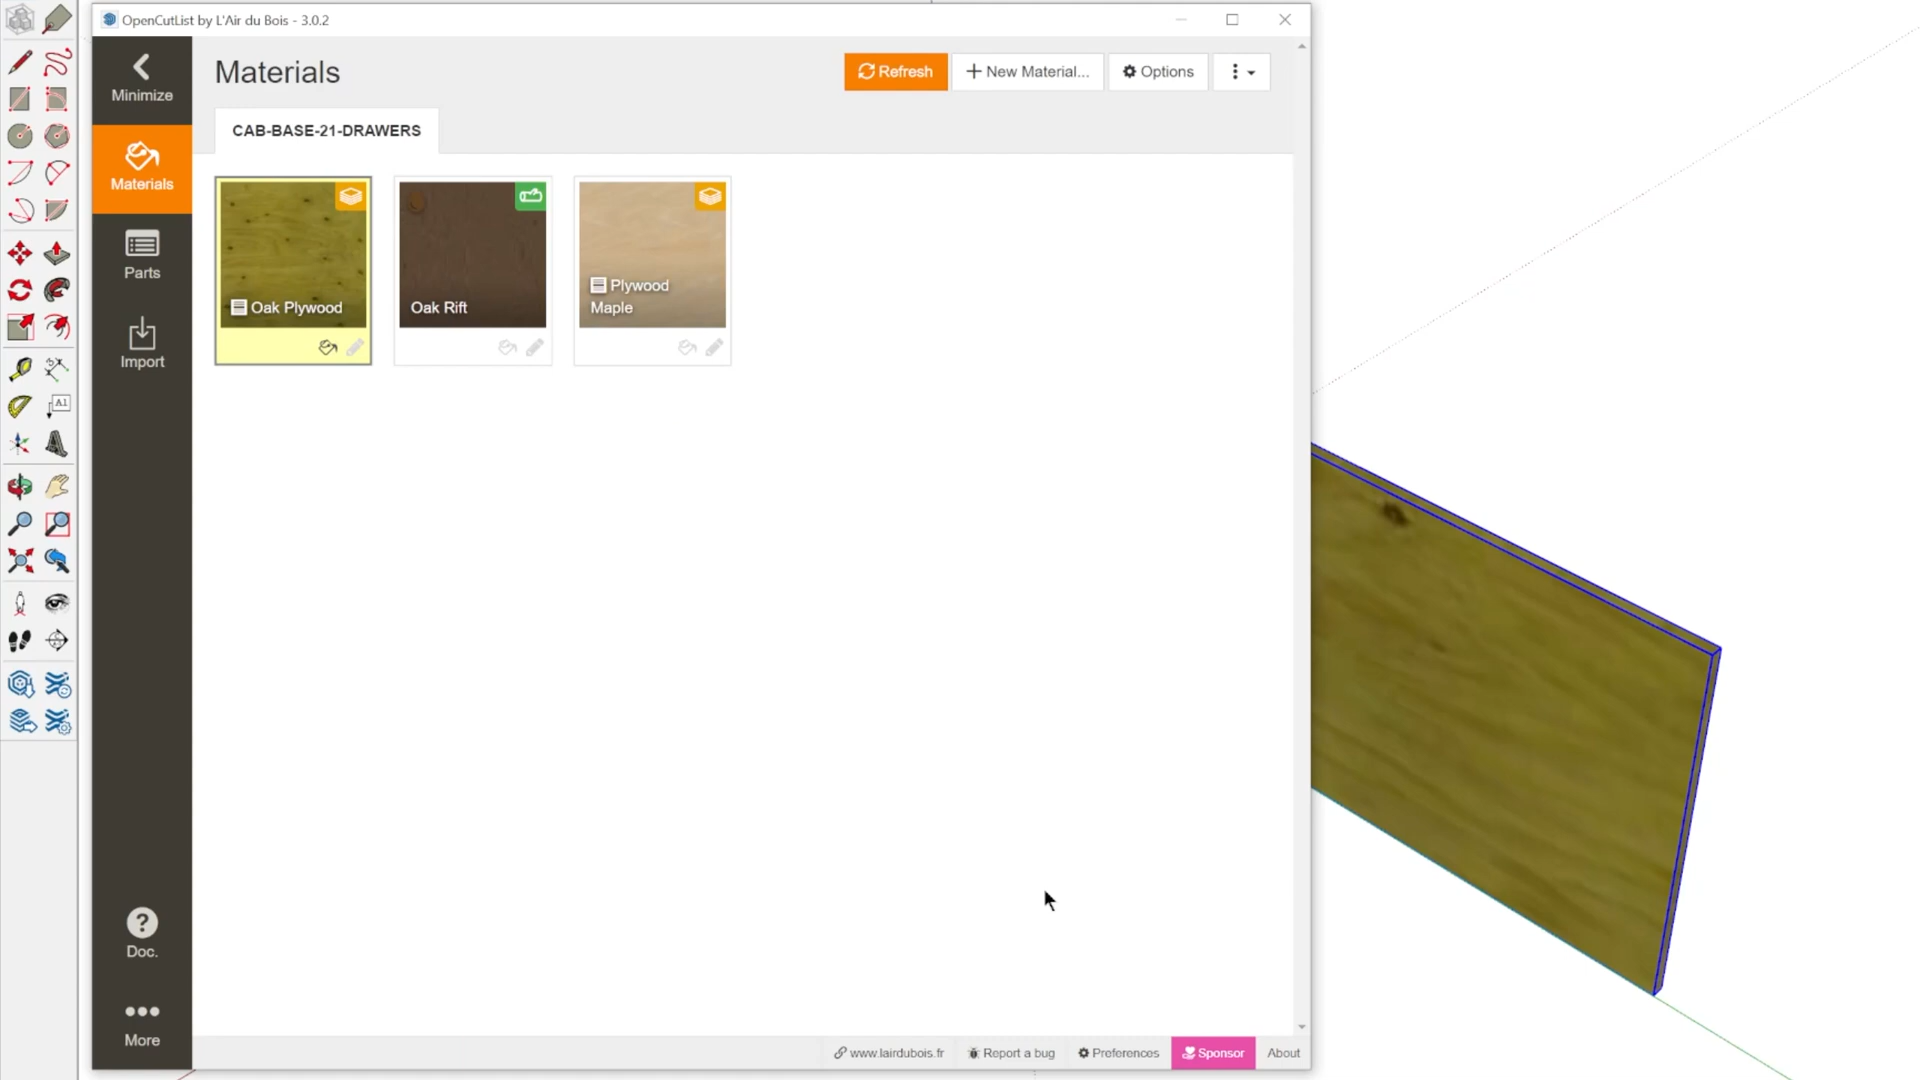 OpenCutList by L'Air du Bois - 3.0.2
Minimize
Materials
Refresh
New Material...
Options
CAB-BASE-21-DRAWERS
Materials
Oak Plywood
Oak Rift
Plywood
Maple
Parts
Import
A1
Doc.
More
www.lairdubois.fr
Report a bug
Preferences
Sponsor
About